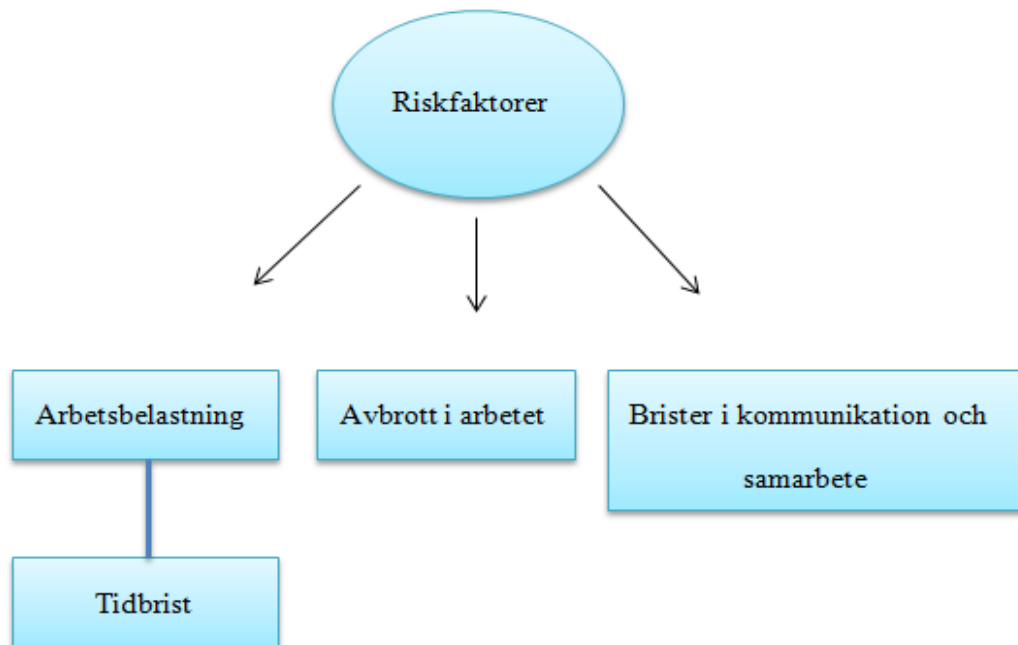 Riskfaktorer
Arbetsbelastning
Avbrott i arbetet
Brister i kommunikation och
samarbete
Tidbrist